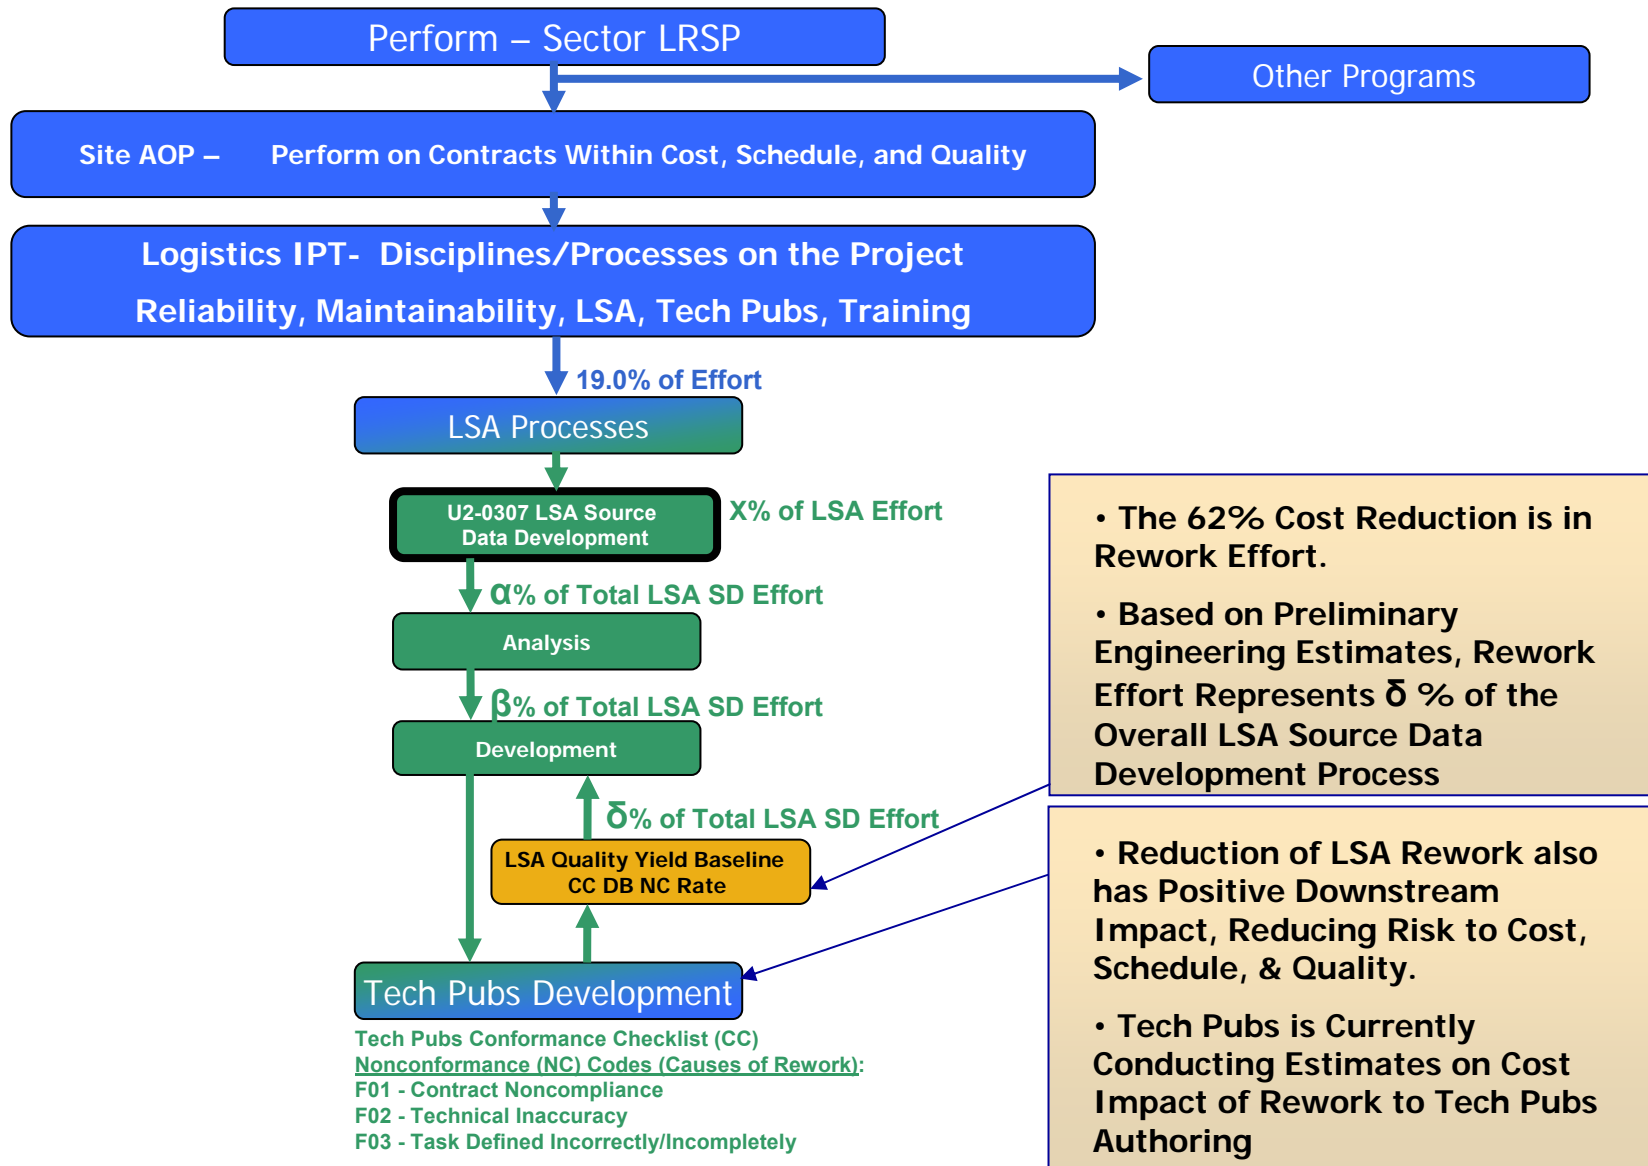 Perform – Sector LRSP
Other Programs
Site AOP – Perform on Contracts Within Cost, Schedule, and Quality
Logistics IPT- Disciplines/Processes on the Project
Reliability, Maintainability, LSA, Tech Pubs, Training
19.0% of Effort
LSA Processes
U2-0307 LSA Source
Data Development
X% of LSA Effort
α% of Total LSA SD Effort
Analysis
β% of Total LSA SD Effort
Development
δ% of Total LSA SD Effort
LSA Quality Yield Baseline
CC DB NC Rate
Tech Pubs Development
Tech Pubs Conformance Checklist (CC)
Nonconformance (NC) Codes (Causes of Rework):
F01 - Contract Noncompliance
F02 - Technical Inaccuracy
F03 - Task Defined Incorrectly/Incompletely
• The 62% Cost Reduction is in
Rework Effort.
• Based on Preliminary
Engineering Estimates, Rework
Effort Represents δ % of the
Overall LSA Source Data
Development Process
• Reduction of LSA Rework also
has Positive Downstream
Impact, Reducing Risk to Cost,
Schedule, & Quality.
• Tech Pubs is Currently
Conducting Estimates on Cost
Impact of Rework to Tech Pubs
Authoring